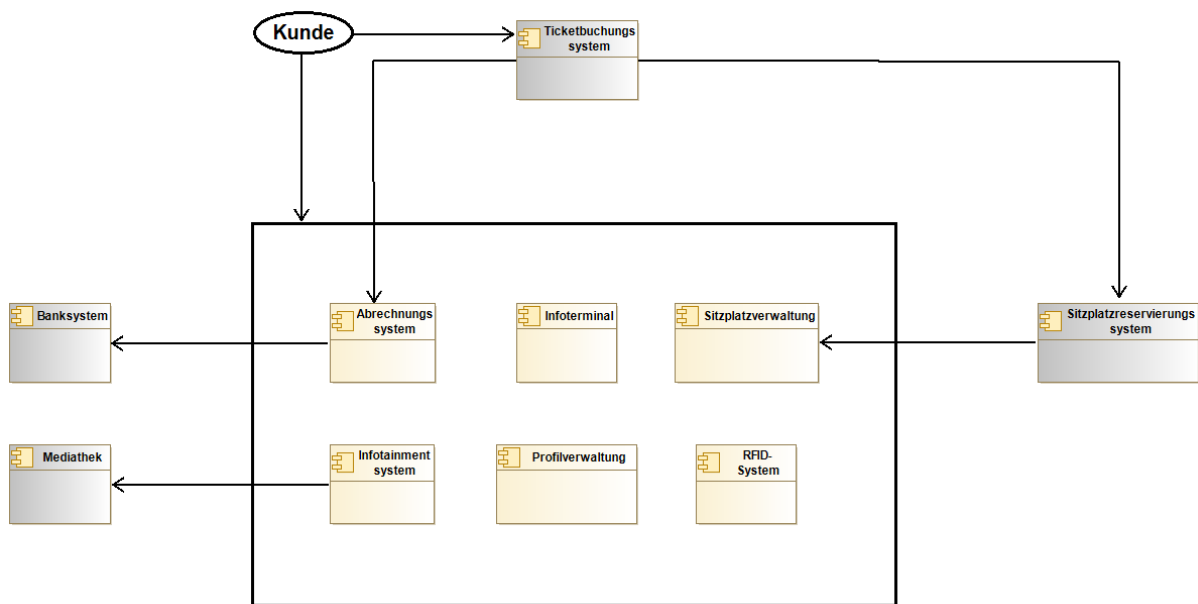 Kunde
Ticketbuchungs
system
Banksystem
Abrechnungs
system
Infoterminal
Sitzplatzverwaltung
Sitzplatzreservierungs
system
Mediathek
Infotainment
system
Profilverwaltung
RFID-
System